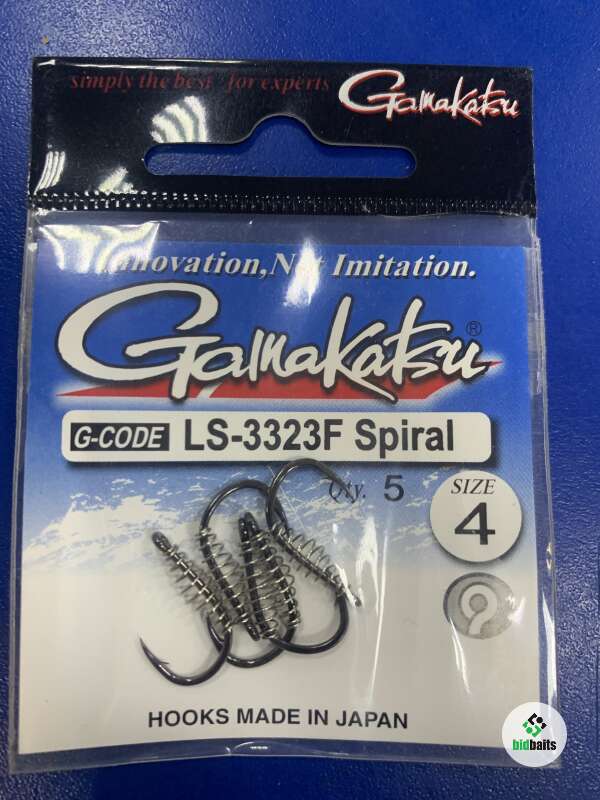 simply the best for experts
Gamakatsu
Innovation, Not Imitation.
Gamakatsu®
G-CODE LS-3323F Spiral
Qty. 5
SIZE
4
HOOKS MADE IN JAPAN
bidbaits